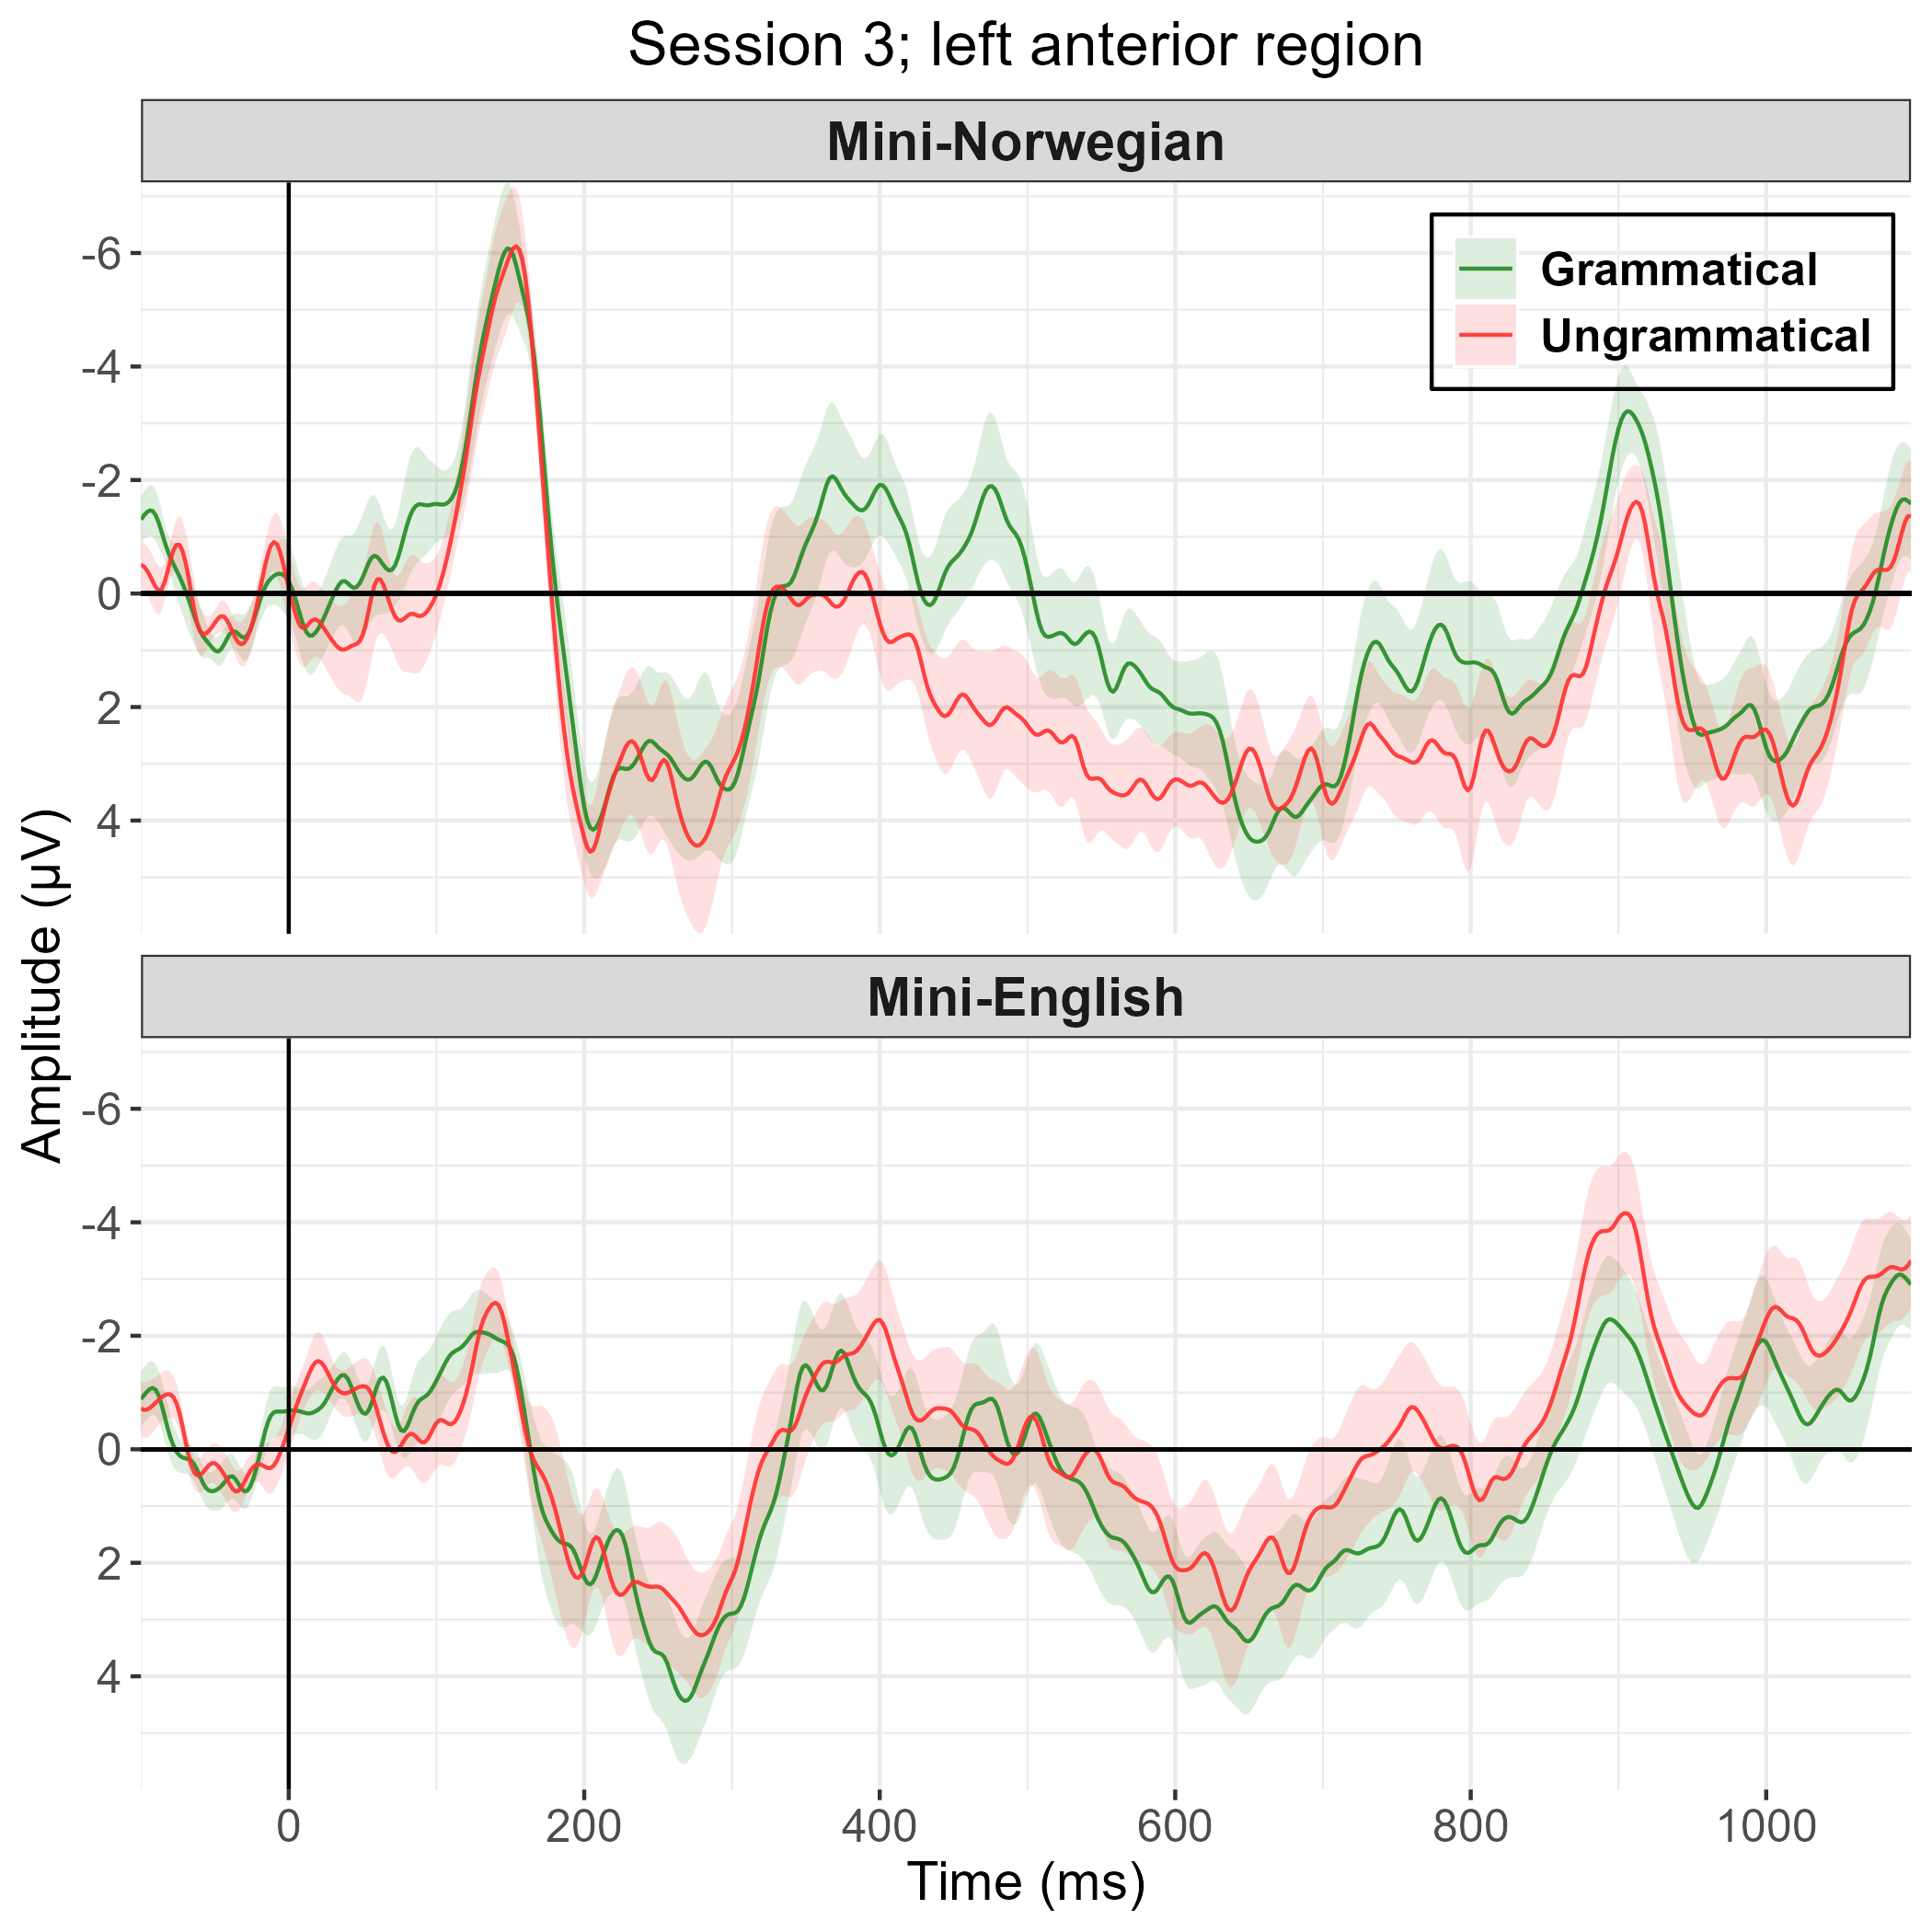 Session 3; left anterior region
Mini-Norwegian
Grammatical
Ungrammatical
-6
-4
-2
0
2
4
Amplitude (µV)
Mini-English
-6
-4
-2
0
2
4
0 200 400 600 800 1000
Time (ms)